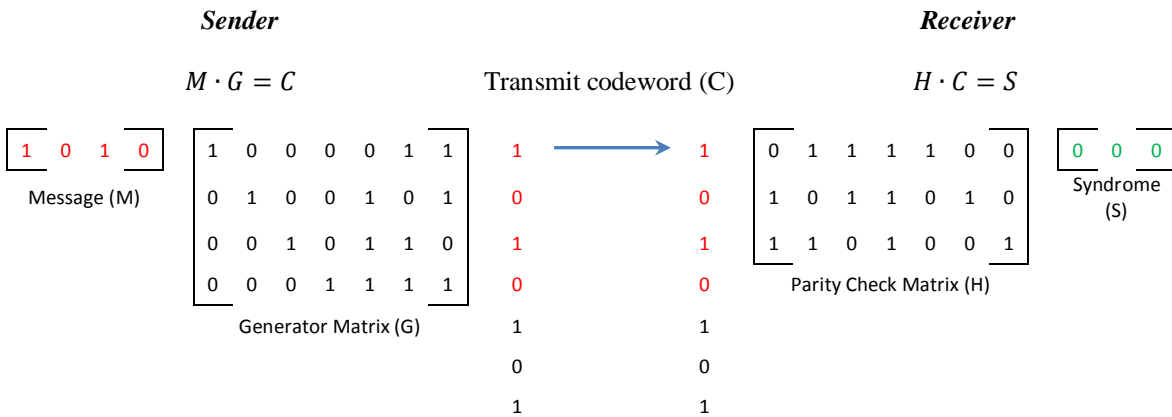 Sender Receiver
M · G = C Transmit codeword (C) H · C = S
1 0 1 0 1 0 0 0 0 1 1 1 1 0 1 1 1 1 0 0 0 0 0
Message (M) 0 1 0 0 1 0 1 0 0 1 0 1 1 0 1 0 Syndrome
(S)
0 0 1 0 1 1 0 1 1 1 1 0 1 0 0 1
0 0 0 1 1 1 1 0 0 Parity Check Matrix (H)
Generator Matrix (G) 1 1
0 0
1 1